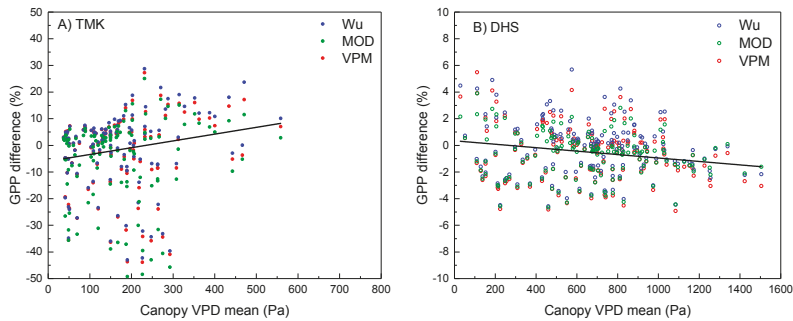 A) TMK
Wu
MOD
VPM
GPP difference (%)
50
40
30
20
10
0
-10
-20
-30
-40
-50
0 100 200 300 400 500 600 700 800
Canopy VPD mean (Pa)
B) DHS
Wu
MOD
VPM
GPP difference (%)
10
8
6
4
2
0
-2
-4
-6
-8
-10
0 200 400 600 800 1000 1200 1400 1600
Canopy VPD mean (Pa)